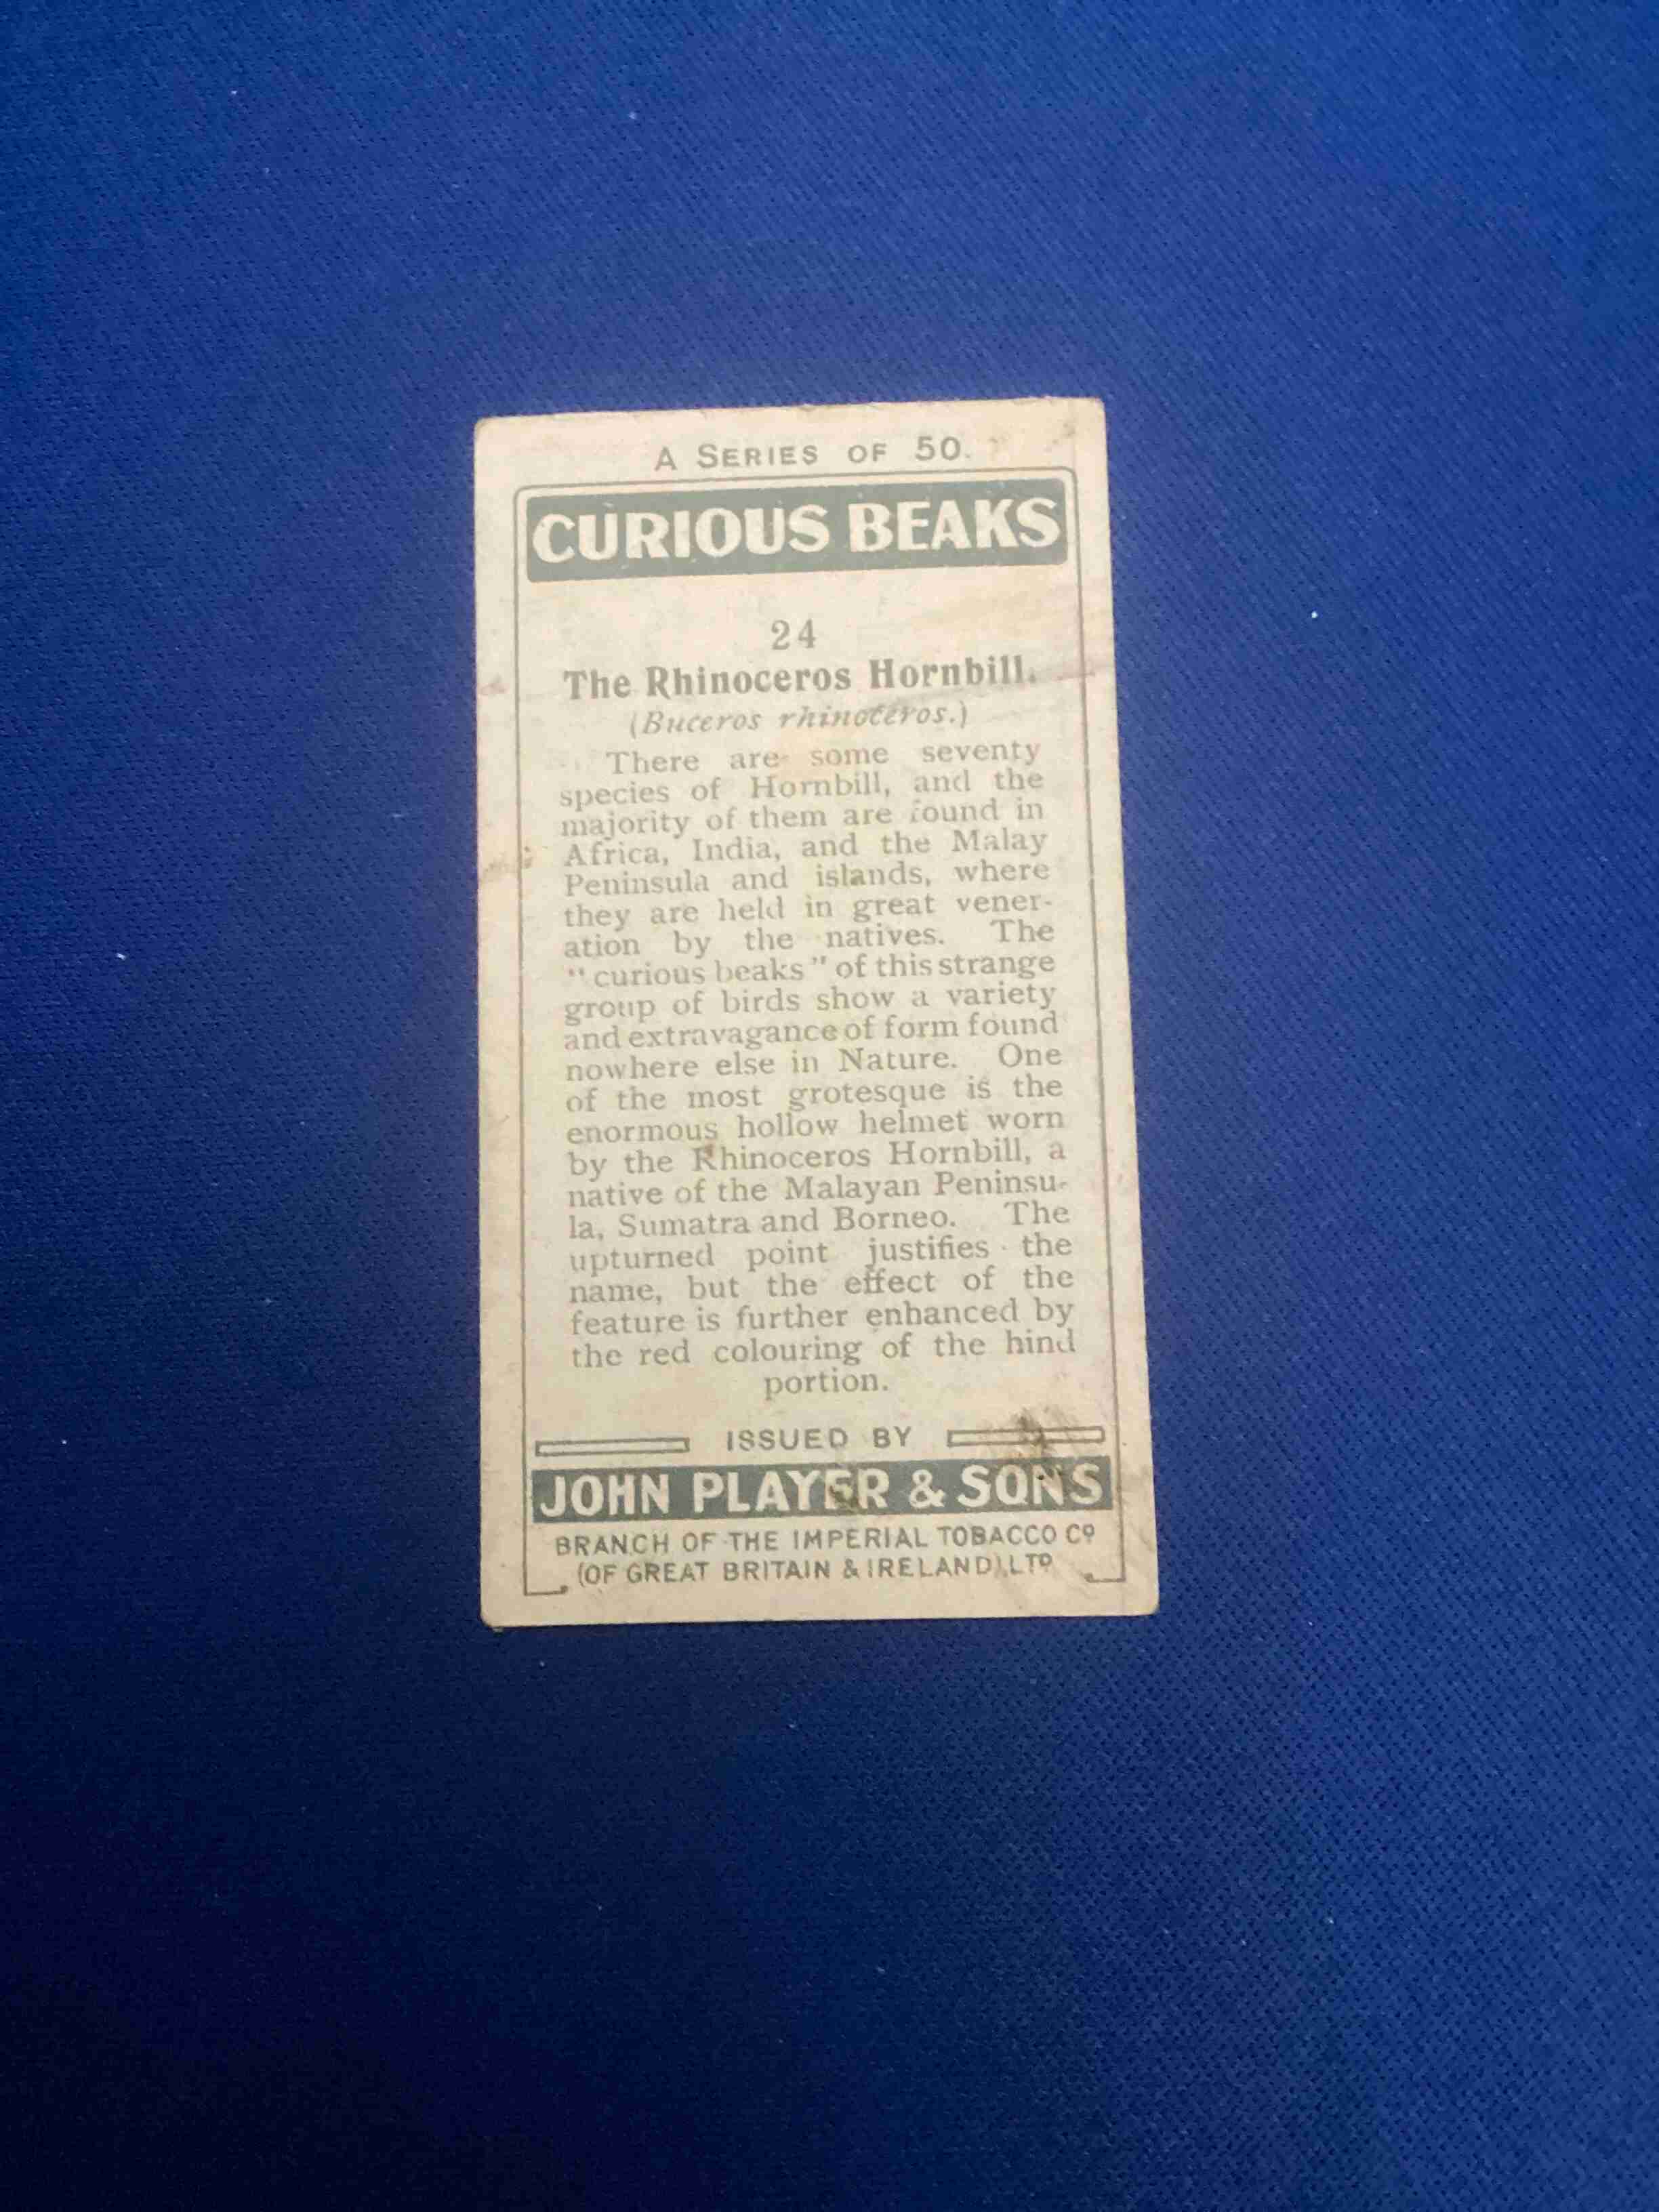 A SERIES OF 50.
CURIOUS BEAKS
24
The Rhinoceros Hornbill.
(Buceros rhinoceros.)
There are some seventy
species of Hornbill, and the
majority of them are found in
Africa, India, and the Malay
Peninsula and islands, where
they are held in great vener-
ation by the natives. The
"curious beaks" of this strange
group of birds show a variety
and extravagance of form found
nowhere else in Nature. One
of the most grotesque is the
enormous hollow helmet worn
by the Rhinoceros Hornbill, a
native of the Malayan Peninsu-
la, Sumatra and Borneo. The
upturned point justifies the
name, but the effect of the
feature is further enhanced by
the red colouring of the hind
portion.
ISSUED BY
JOHN PLAYER & SONS
BRANCH OF THE IMPERIAL TOBACCO Cº
(OF GREAT BRITAIN & IRELAND), LTD